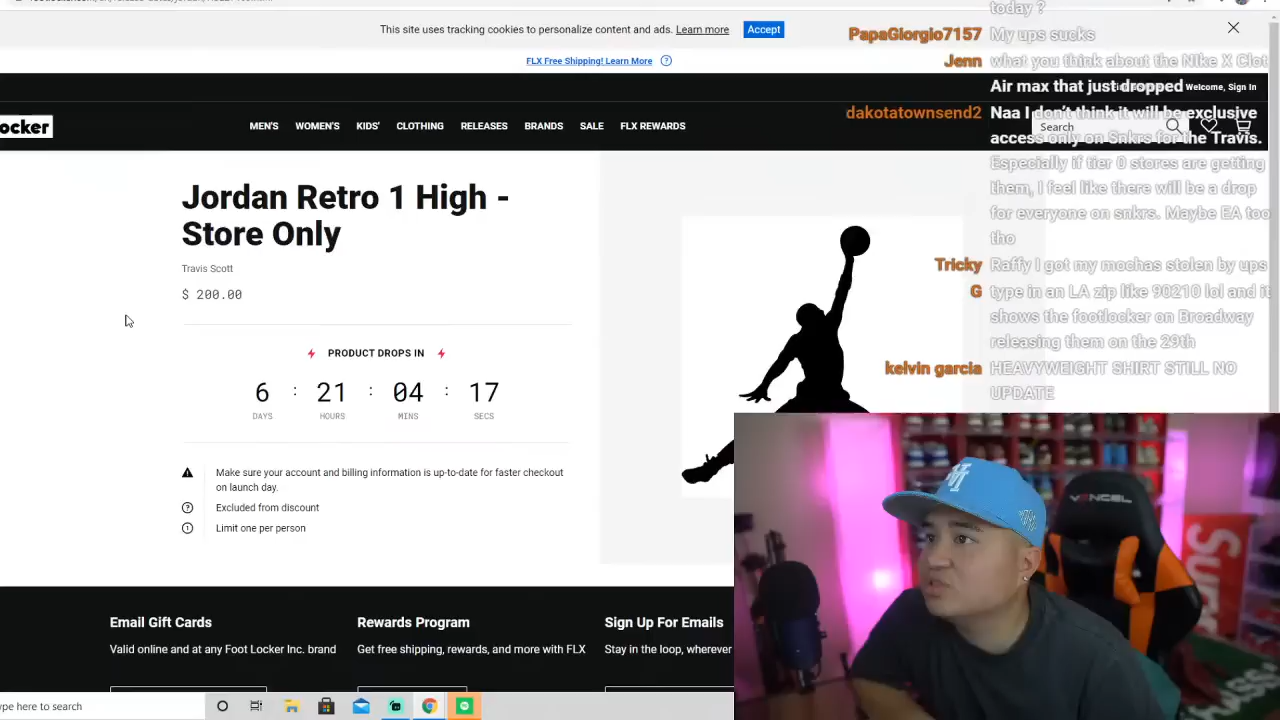 This site uses tracking cookies to personalize content and ads. Learn more
Accept
FLX Free Shipping! Learn More
Welcome, Sign In
ocker
MEN'S
WOMEN'S
KIDS'
CLOTHING
RELEASES
BRANDS
SALE
FLX REWARDS
Search
Jordan Retro 1 High -
Store Only
Travis Scott
$ 200.00
PRODUCT DROPS IN
6 : 21 : 04 : 17
DAYS HOURS MINS SECS
Make sure your account and billing information is up-to-date for faster checkout
on launch day.
Excluded from discount
Limit one per person
Email Gift Cards
Valid online and at any Foot Locker Inc. brand
Rewards Program
Get free shipping, rewards, and more with FLX
Sign Up For Emails
Stay in the loop, wherever
today ?
PapaGiorgio7157 My ups sucks
Jenn what you think about the NIke X Clot
Air max that just dropped
dakotatownsend2 Naa I don't think it will be exclusive
access only on Snkrs for the Travis.
Especially if tier 0 stores are getting
them, I feel like there will be a drop
for everyone on snkrs. Maybe EA too
tho
Tricky Raffy I got my mochas stolen by ups
G type in an LA zip like 90210 lol and it
shows the footlocker on Broadway
releasing them on the 29th
kelvin garcia HEAVYWEIGHT SHIRT STILL NO
UPDATE
Supr
ype here to search